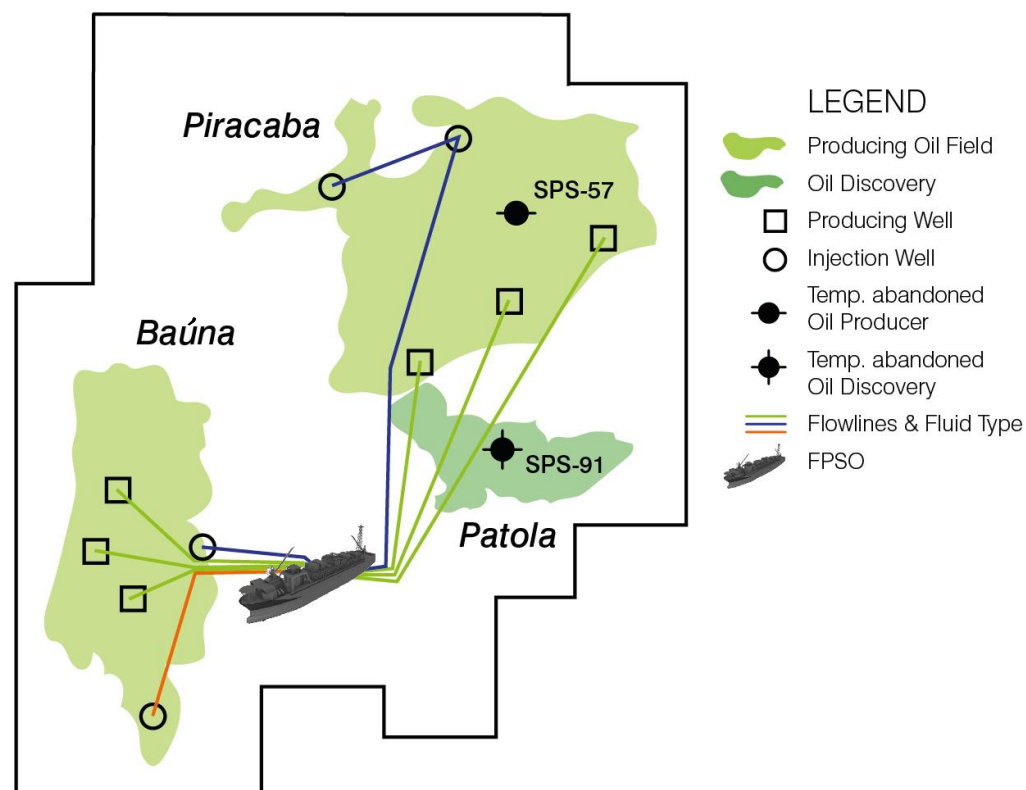 Piracaba
SPS-57
Baúna
SPS-91
Patola
LEGEND
Producing Oil Field
Oil Discovery
Producing Well
Injection Well
Temp. abandoned
Oil Producer
Temp. abandoned
Oil Discovery
Flowlines & Fluid Type
FPSO